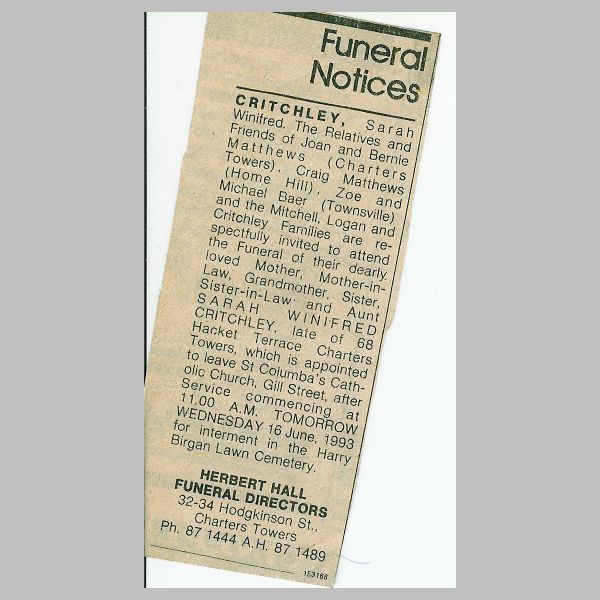 Funeral
Notices
CRITCHLEY, Sarah
Winifred. The Relatives and
Friends of Joan and Bernie
Matthews (Charters
Towers), Craig Matthews
(Home Hill), Zoe and
Michael Baer (Townsville)
and the Mitchell, Logan and
Critchley Families are re-
spectfully invited to attend
the Funeral of their dearly
loved Mother, Mother-in-
Law, Grandmother, Sister,
Sister-in-Law and Aunt
SARAH WINIFRED
CRITCHLEY, late of 68
Hacket Terrace Charters
Towers, which is appointed
to leave St Columba's Cath-
olic Church, Gill Street, after
Service commencing at
11.00 A.M. TOMORROW
WEDNESDAY 16 June, 1993
for interment in the Harry
Birgan Lawn Cemetery.
HERBERT HALL
FUNERAL DIRECTORS
32-34 Hodgkinson St.,
Charters Towers
Ph. 87 1444 A.H. 87 1489
153168